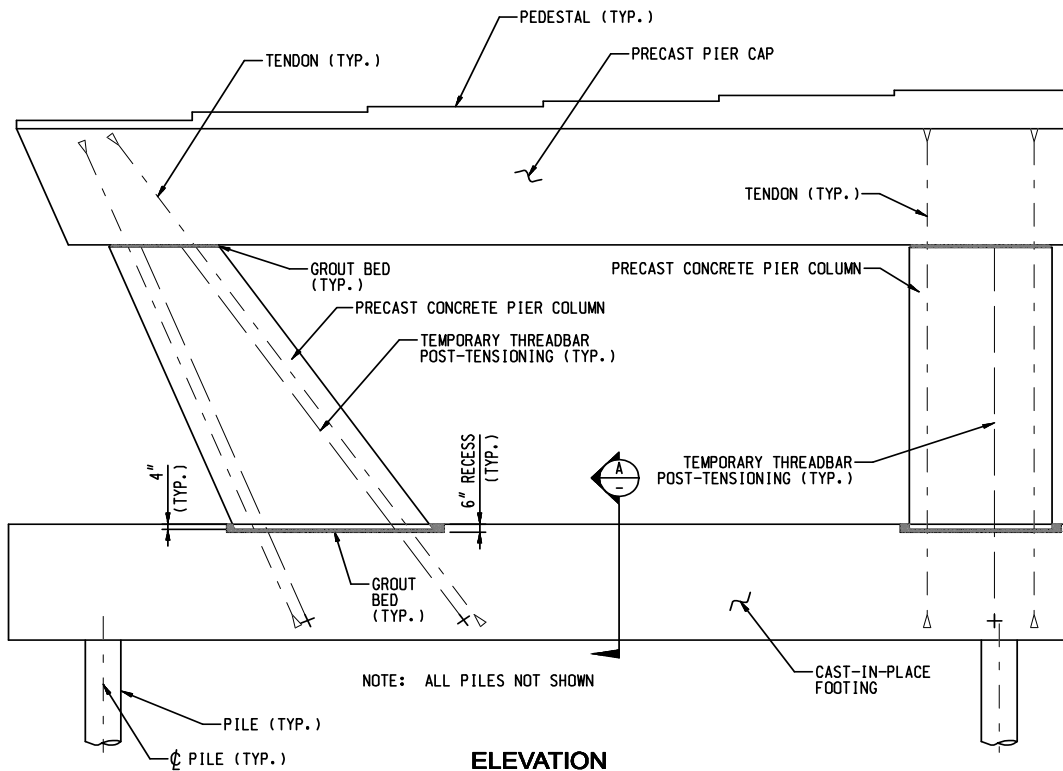 PEDESTAL (TYP.)
TENDON (TYP.)
PRECAST PIER CAP
TENDON (TYP.)
GROUT BED
(TYP.)
PRECAST CONCRETE PIER COLUMN
PRECAST CONCRETE PIER COLUMN
TEMPORARY THREADBAR
POST-TENSIONING (TYP.)
4"
(TYP.)
6" RECESS
(TYP.)
A
-
TEMPORARY THREADBAR
POST-TENSIONING (TYP.)
GROUT
BED
(TYP.)
NOTE: ALL PILES NOT SHOWN
CAST-IN-PLACE
FOOTING
PILE (TYP.)
℄ PILE (TYP.)
ELEVATION